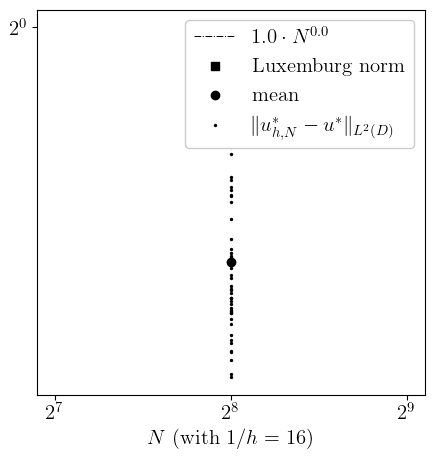 2^0
1.0 · N^{0.0}
Luxemburg norm
mean
‖u^*_{h,N} − u^*‖_{L^2(D)}
2^7 2^8 2^9
N (with 1/h = 16)